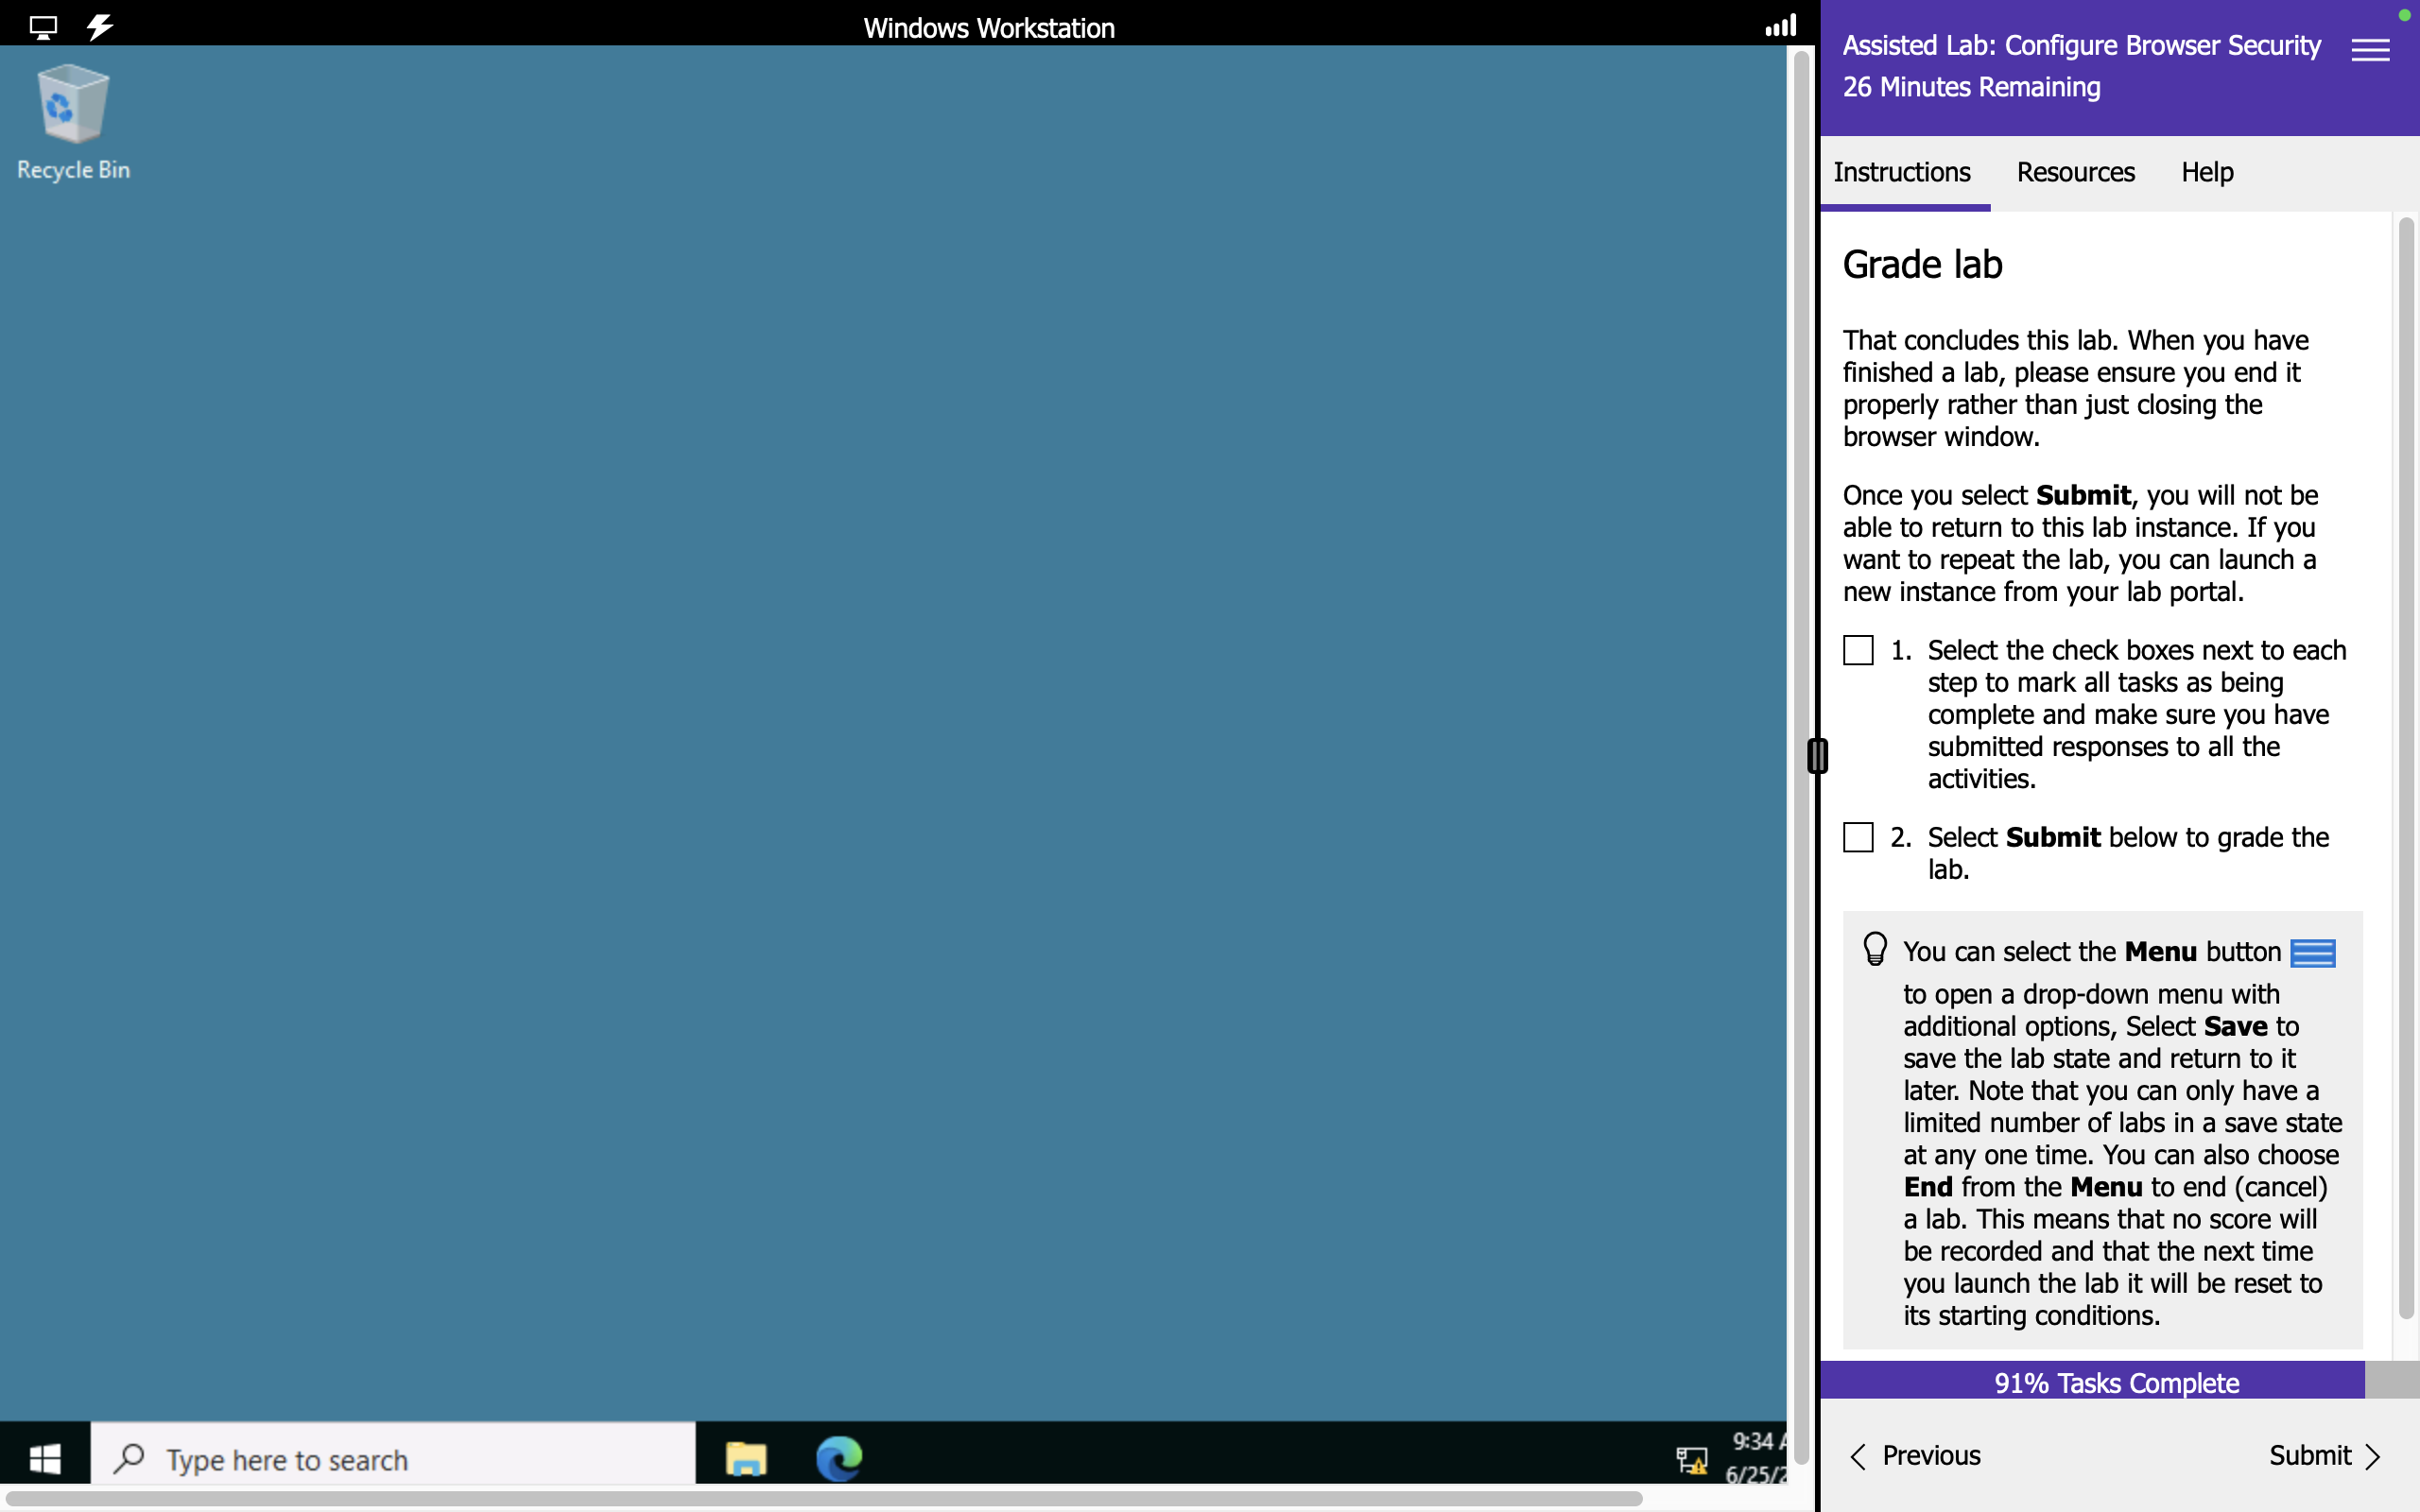 Windows Workstation
Recycle Bin
Type here to search
9:34
6/25/2
Assisted Lab: Configure Browser Security
26 Minutes Remaining
Instructions
Resources
Help
Grade lab
That concludes this lab. When you have
finished a lab, please ensure you end it
properly rather than just closing the
browser window.
Once you select Submit, you will not be
able to return to this lab instance. If you
want to repeat the lab, you can launch a
new instance from your lab portal.
1. Select the check boxes next to each
step to mark all tasks as being
complete and make sure you have
submitted responses to all the
activities.
2. Select Submit below to grade the
lab.
You can select the Menu button
to open a drop-down menu with
additional options, Select Save to
save the lab state and return to it
later. Note that you can only have a
limited number of labs in a save state
at any one time. You can also choose
End from the Menu to end (cancel)
a lab. This means that no score will
be recorded and that the next time
you launch the lab it will be reset to
its starting conditions.
91% Tasks Complete
Previous
Submit